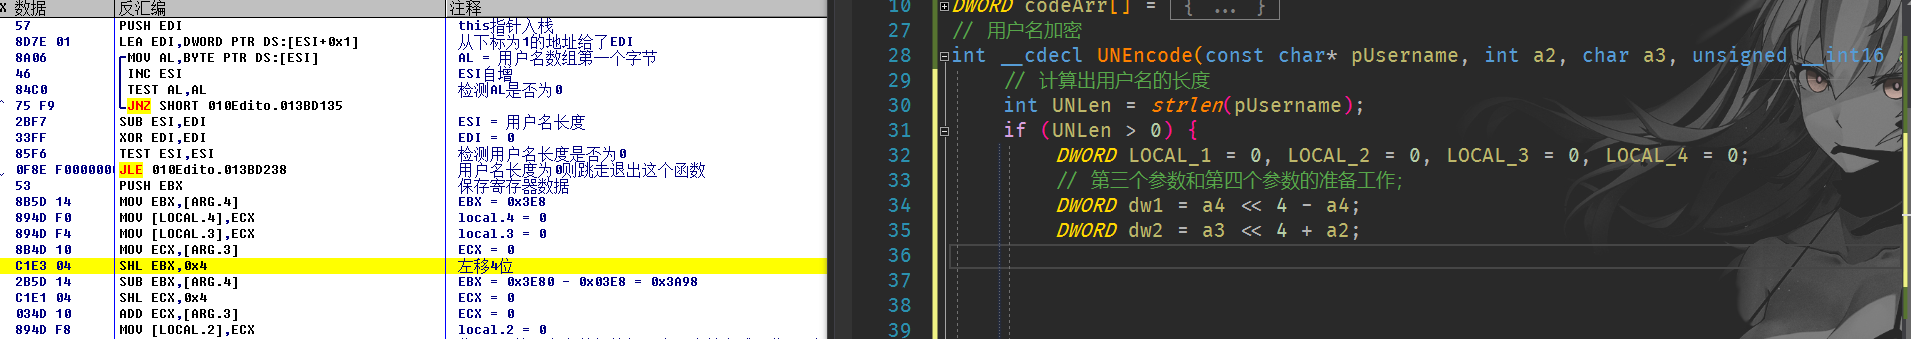 X 数据 反汇编 注释
57 PUSH EDI this指针入栈
8D7E 01 LEA EDI,DWORD PTR DS:[ESI+0x1] 从下标为1的地址给了EDI
8A06 MOV AL,BYTE PTR DS:[ESI] AL = 用户名数组第一个字节
46 INC ESI ESI自增
84C0 TEST AL,AL 检测AL是否为0
75 F9 JNZ SHORT 010Edito.013BD135
2BF7 SUB ESI,EDI ESI = 用户名长度
33FF XOR EDI,EDI EDI = 0
85F6 TEST ESI,ESI 检测用户名长度是否为0
0F8E F0000000 JLE 010Edito.013BD238 用户名长度为0则跳走退出这个函数
53 PUSH EBX 保存寄存器数据
8B5D 14 MOV EBX,[ARG.4] EBX = 0x3E8
894D F0 MOV [LOCAL.4],ECX local.4 = 0
894D F4 MOV [LOCAL.3],ECX local.3 = 0
8B4D 10 MOV ECX,[ARG.3] ECX = 0
C1E3 04 SHL EBX,0x4 左移4位
2B5D 14 SUB EBX,[ARG.4] EBX = 0x3E80 - 0x03E8 = 0x3A98
C1E1 04 SHL ECX,0x4 ECX = 0
034D 10 ADD ECX,[ARG.3] ECX = 0
894D F8 MOV [LOCAL.2],ECX local.2 = 0
10 DWORD codeArr[] = { ... }
27 // 用户名加密
28 int __cdecl UNEncode(const char* pUsername, int a2, char a3, unsigned __int16 a
29 // 计算出用户名的长度
30 int UNLen = strlen(pUsername);
31 if (UNLen > 0) {
32 DWORD LOCAL_1 = 0, LOCAL_2 = 0, LOCAL_3 = 0, LOCAL_4 = 0;
33 // 第三个参数和第四个参数的准备工作;
34 DWORD dw1 = a4 << 4 - a4;
35 DWORD dw2 = a3 << 4 + a2;
36
37
38
39